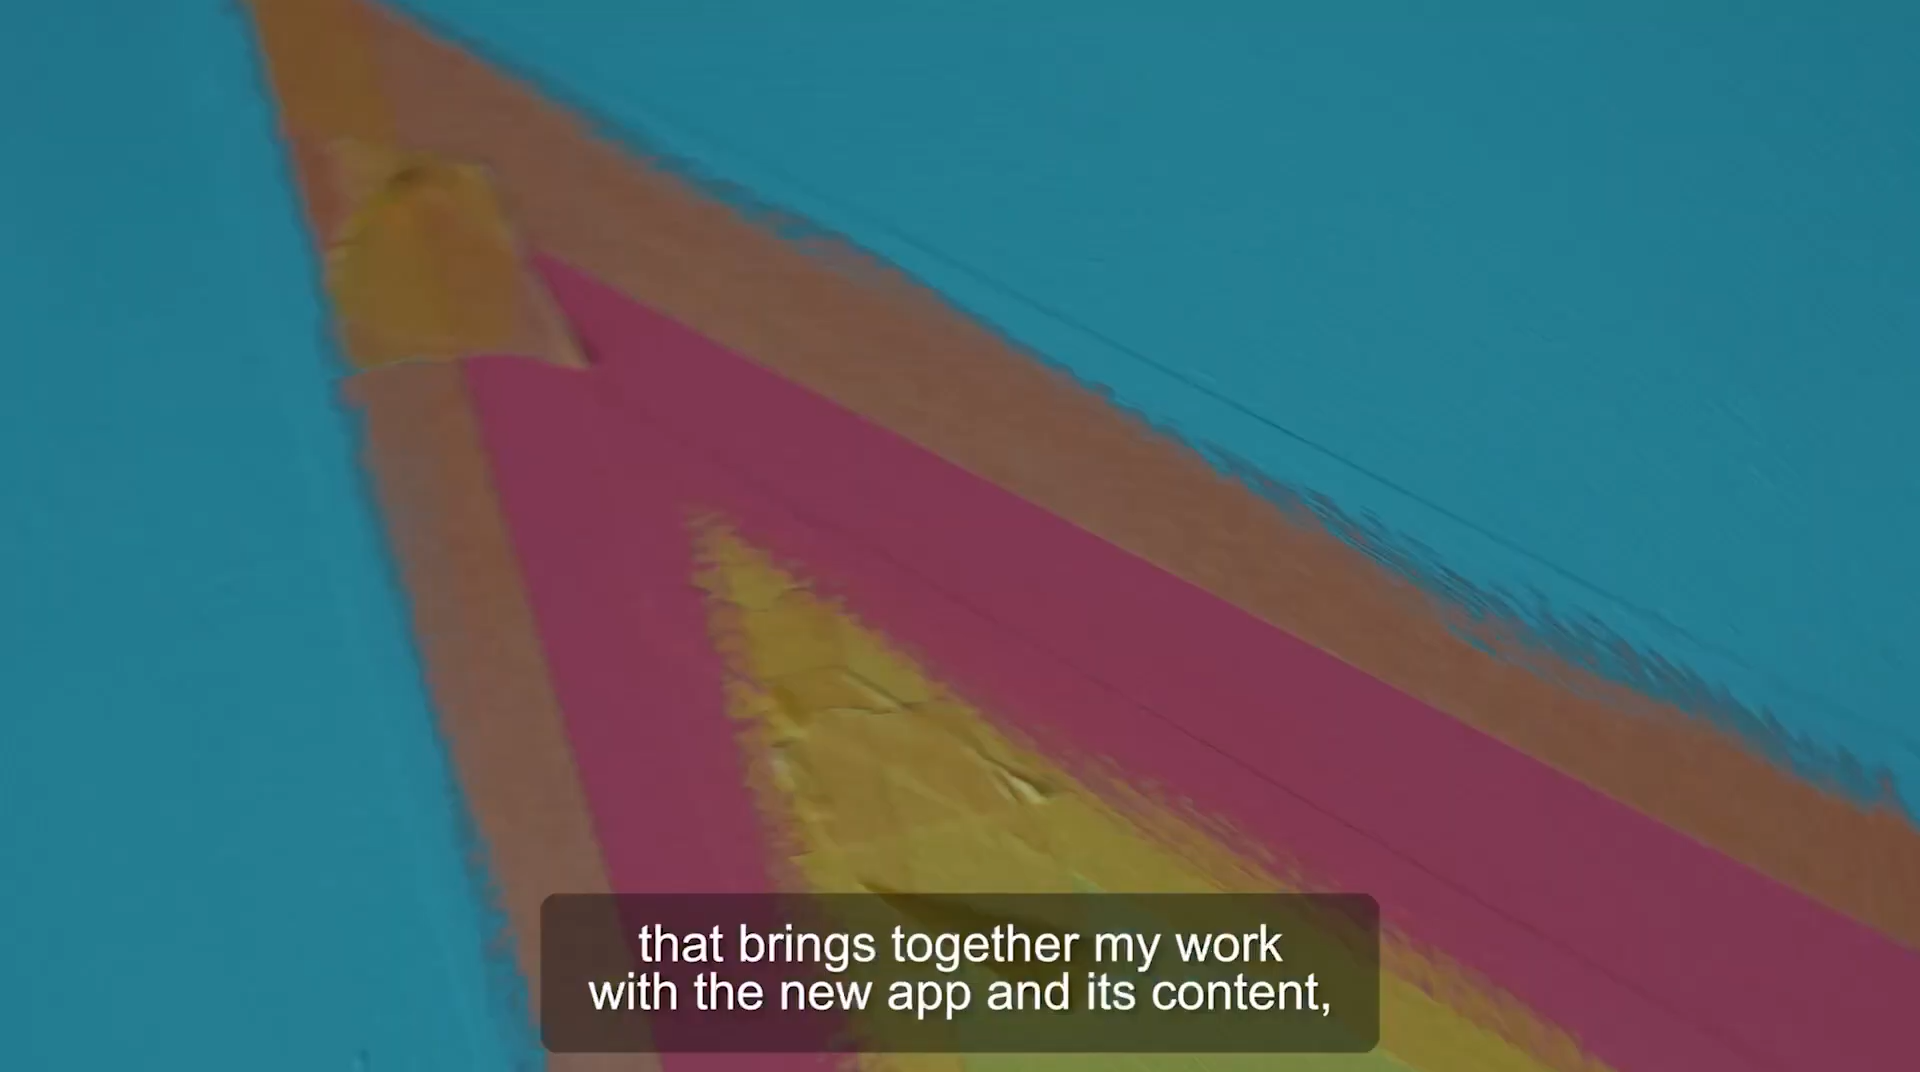 that brings together my work
with the new app and its content,